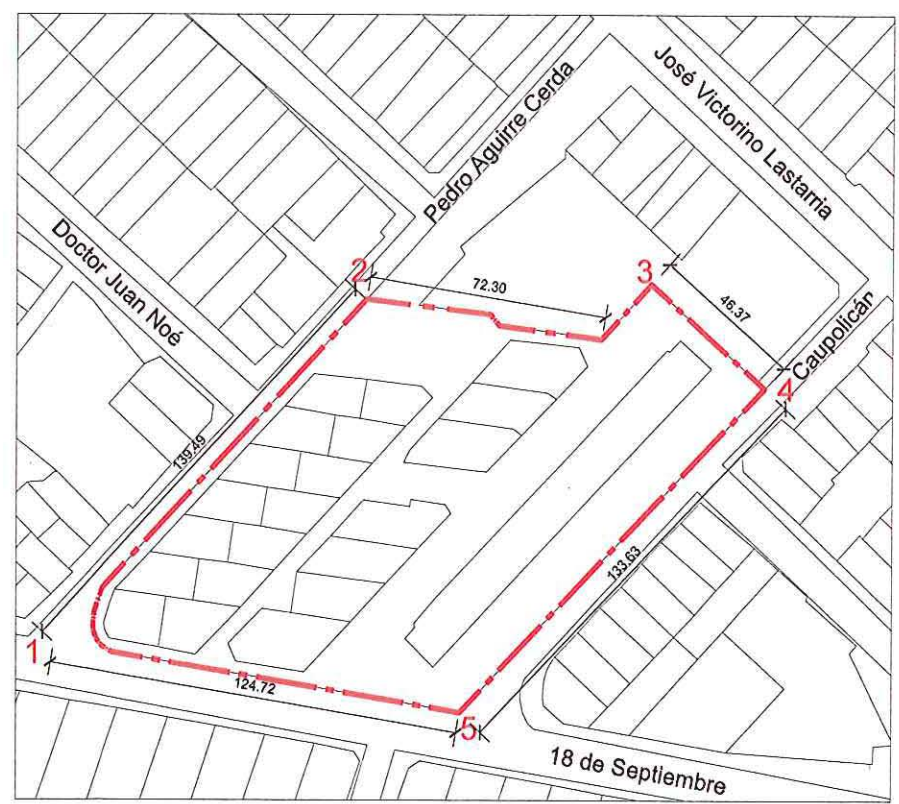 José Victorino Lastarria
Pedro Aguirre Cerda
Doctor Juan Noé
2
72.30
3
46.37
Caupolicán
4
139.49
133.63
1
124.72
5
18 de Septiembre